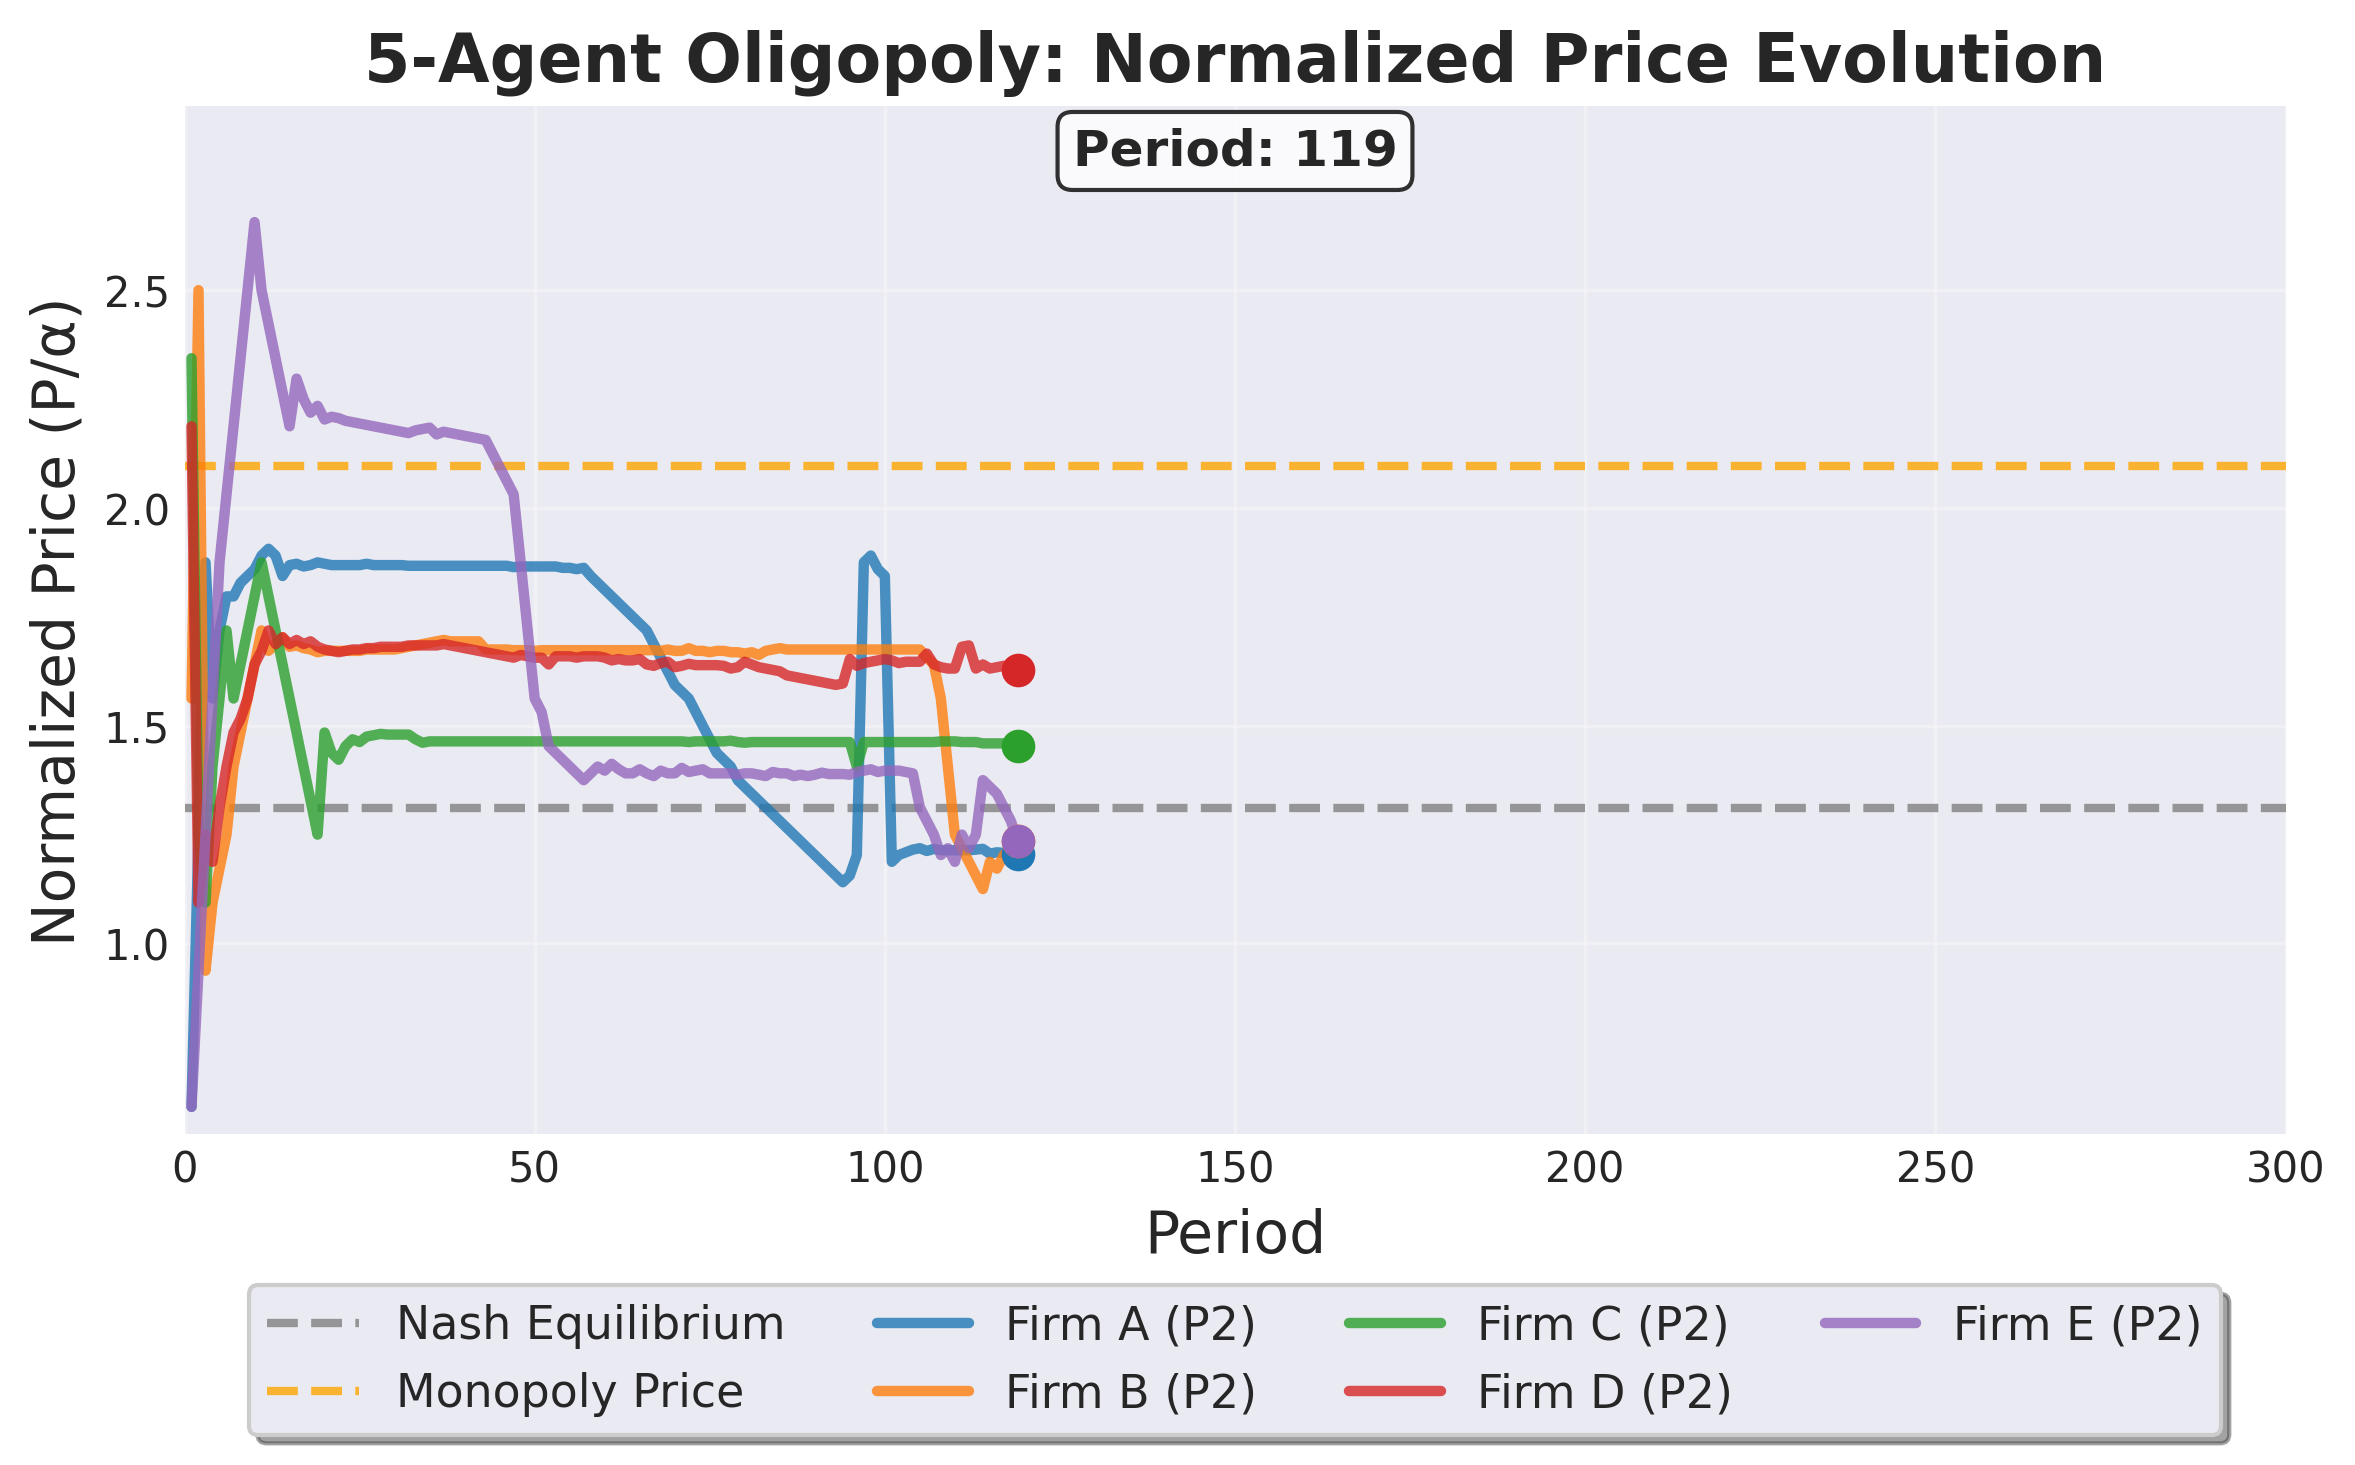 5-Agent Oligopoly: Normalized Price Evolution
Period: 119
Normalized Price (P/α)
2.5
2.0
1.5
1.0
0 50 100 150 200 250 300
Period
Nash Equilibrium
Monopoly Price
Firm A (P2)
Firm B (P2)
Firm C (P2)
Firm D (P2)
Firm E (P2)